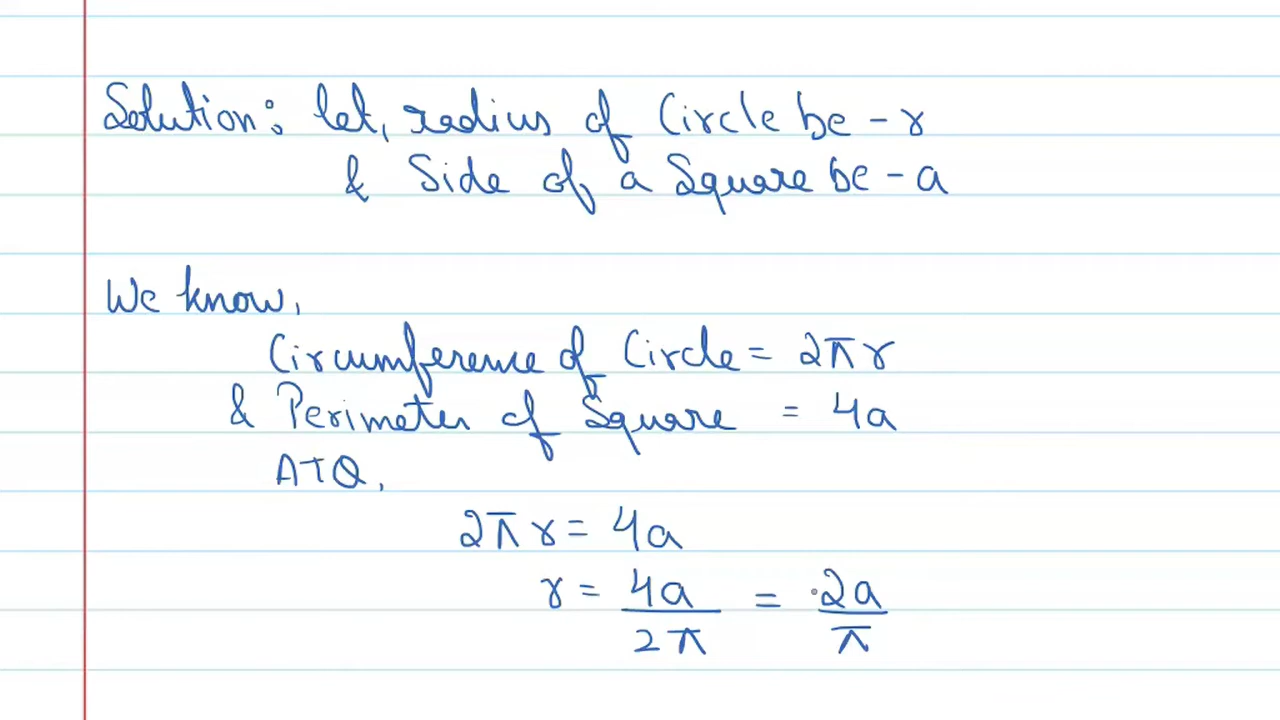 Solution: let, radius of Circle be - r
& Side of a Square be - a
We know,
Circumference of Circle = 2πr
& Perimeter of Square = 4a
ATQ,
2πr = 4a
r = 4a/2π = 2a/π